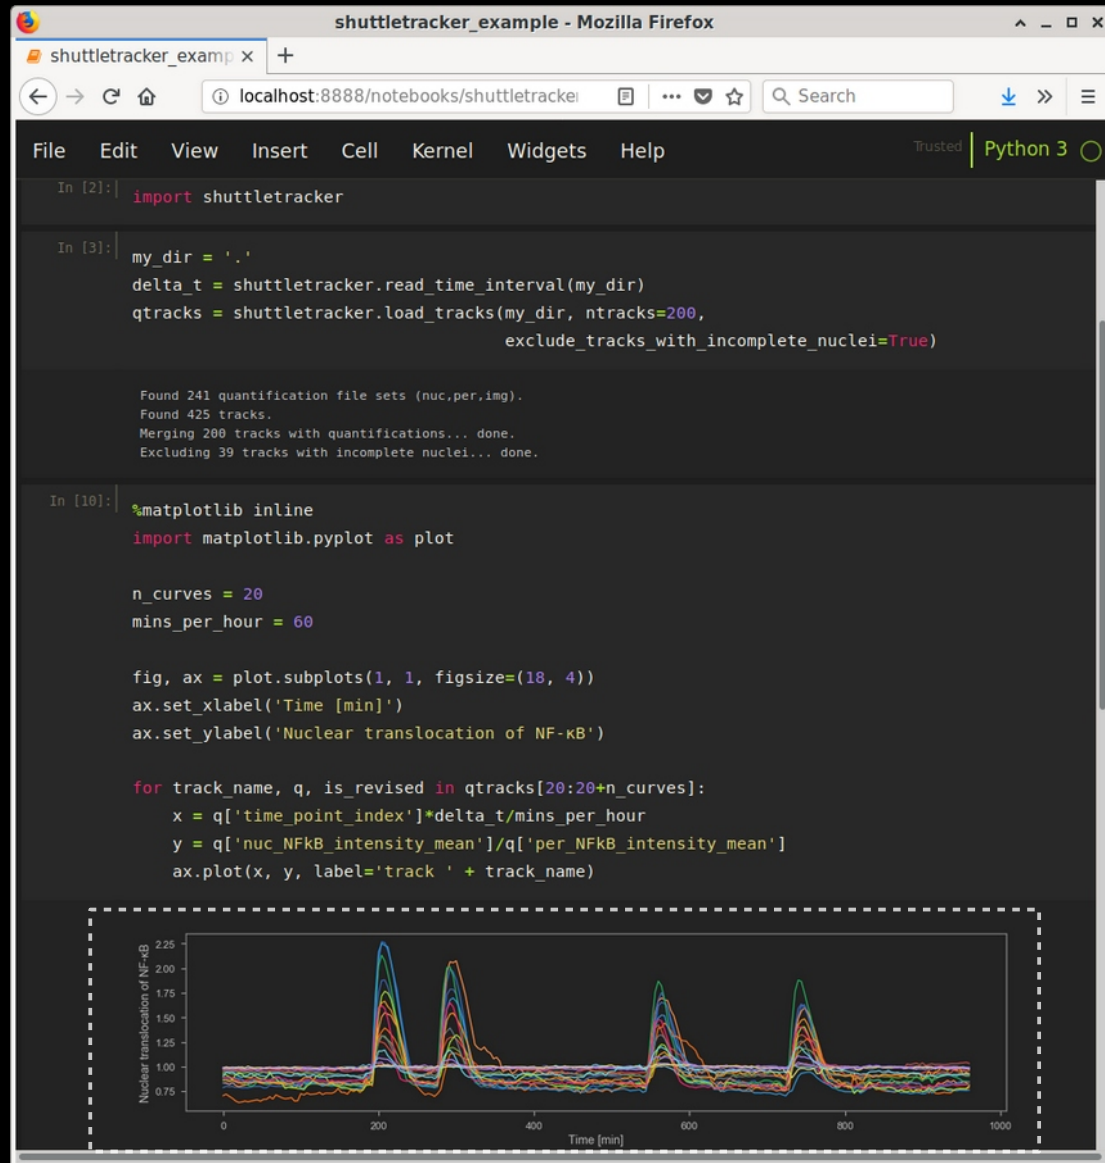 shuttletracker_example - Mozilla Firefox
shuttletracker_examp
localhost:8888/notebooks/shuttletracke
Search
File Edit View Insert Cell Kernel Widgets Help
Trusted
Python 3
In [2]:
import shuttletracker
In [3]:
my_dir = '.'
delta_t = shuttletracker.read_time_interval(my_dir)
qtracks = shuttletracker.load_tracks(my_dir, ntracks=200,
exclude_tracks_with_incomplete_nuclei=True)
Found 241 quantification file sets (nuc,per,img).
Found 425 tracks.
Merging 200 tracks with quantifications... done.
Excluding 39 tracks with incomplete nuclei... done.
In [10]:
%matplotlib inline
import matplotlib.pyplot as plot
n_curves = 20
mins_per_hour = 60
fig, ax = plot.subplots(1, 1, figsize=(18, 4))
ax.set_xlabel('Time [min]')
ax.set_ylabel('Nuclear translocation of NF-κB')
for track_name, q, is_revised in qtracks[20:20+n_curves]:
x = q['time_point_index']*delta_t/mins_per_hour
y = q['nuc_NFkB_intensity_mean']/q['per_NFkB_intensity_mean']
ax.plot(x, y, label='track ' + track_name)
Nuclear translocation of NF-κB
2.25
2.00
1.75
1.50
1.25
1.00
0.75
0 200 400 600 800 1000
Time [min]